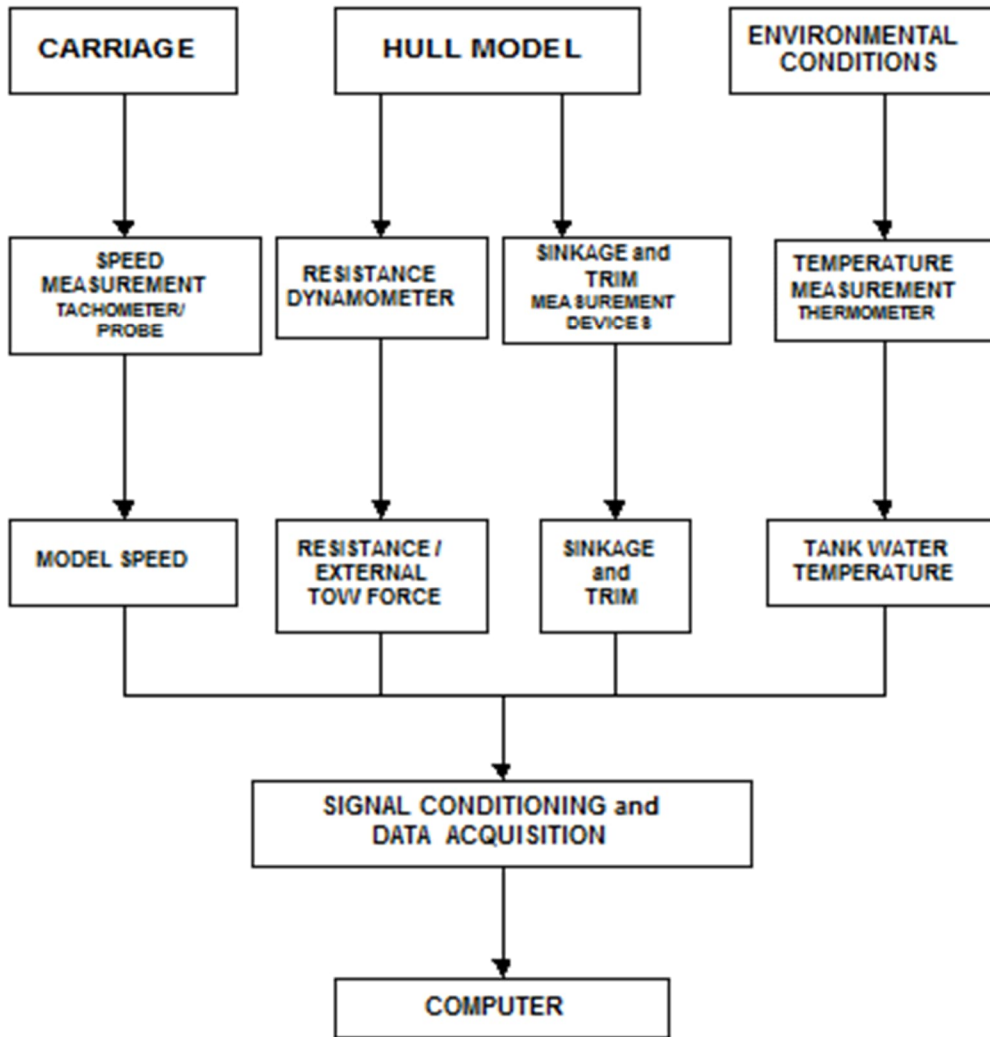 CARRIAGE
HULL MODEL
ENVIRONMENTAL
CONDITIONS
SPEED
MEASUREMENT
TACHOMETER/
PROBE
RESISTANCE
DYNAMOMETER
SINKAGE and
TRIM
MEASUREMENT
DEVICES
TEMPERATURE
MEASUREMENT
THERMOMETER
MODEL SPEED
RESISTANCE /
EXTERNAL
TOW FORCE
SINKAGE
and
TRIM
TANK WATER
TEMPERATURE
SIGNAL CONDITIONING and
DATA ACQUISITION
COMPUTER